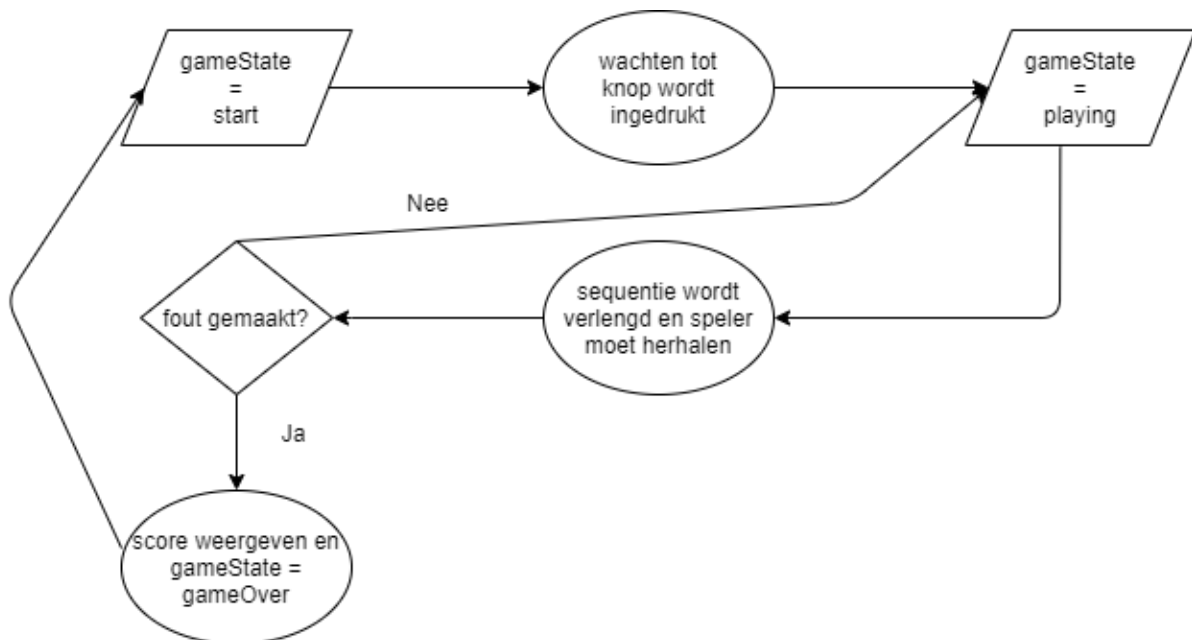 gameState
=
start
wachten tot
knop wordt
ingedrukt
gameState
=
playing
Nee
fout gemaakt?
sequentie wordt
verlengd en speler
moet herhalen
Ja
score weergeven en
gameState =
gameOver